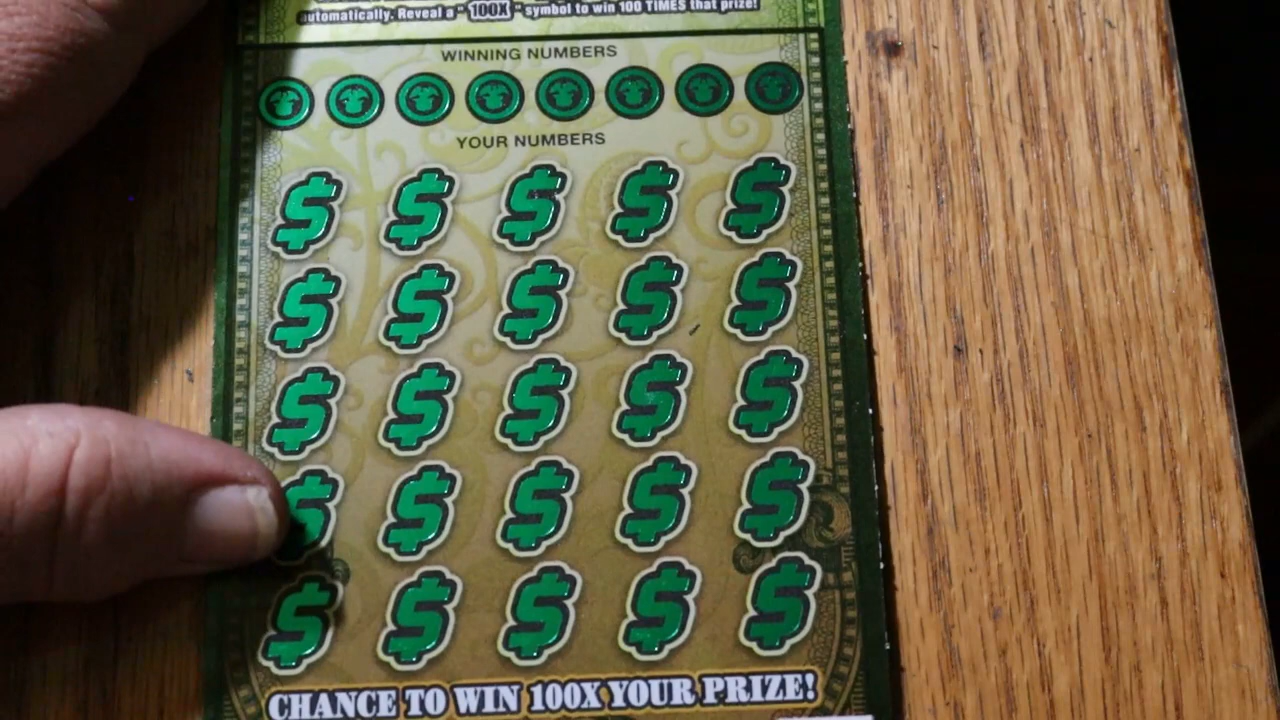 automatically. Reveal a "100X" symbol to win 100 TIMES that prize!
WINNING NUMBERS
YOUR NUMBERS
$ $ $ $ $
$ $ $ $ $
$ $ $ $ $
$ $ $ $ $
$ $ $ $ $
CHANCE TO WIN 100X YOUR PRIZE!